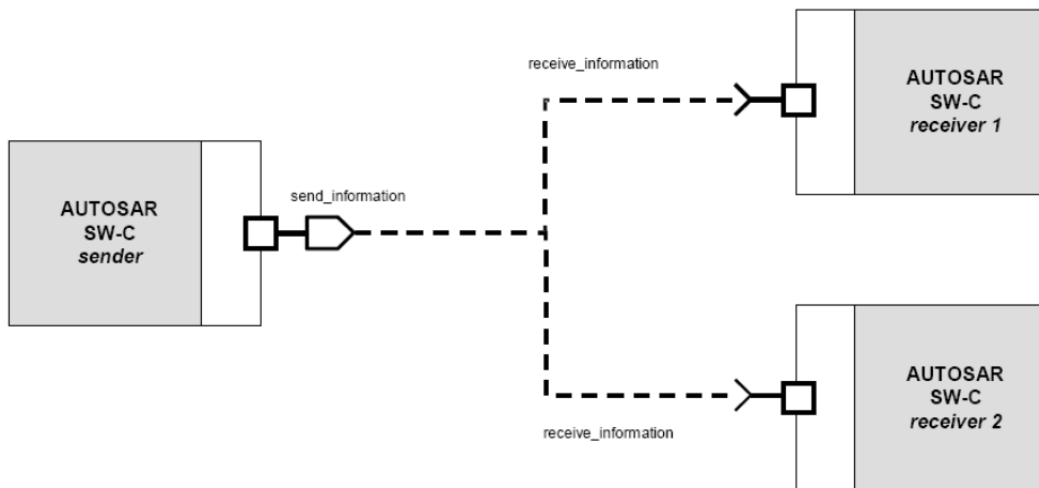 receive_information
AUTOSAR
SW-C
receiver 1
send_information
AUTOSAR
SW-C
sender
AUTOSAR
SW-C
receiver 2
receive_information